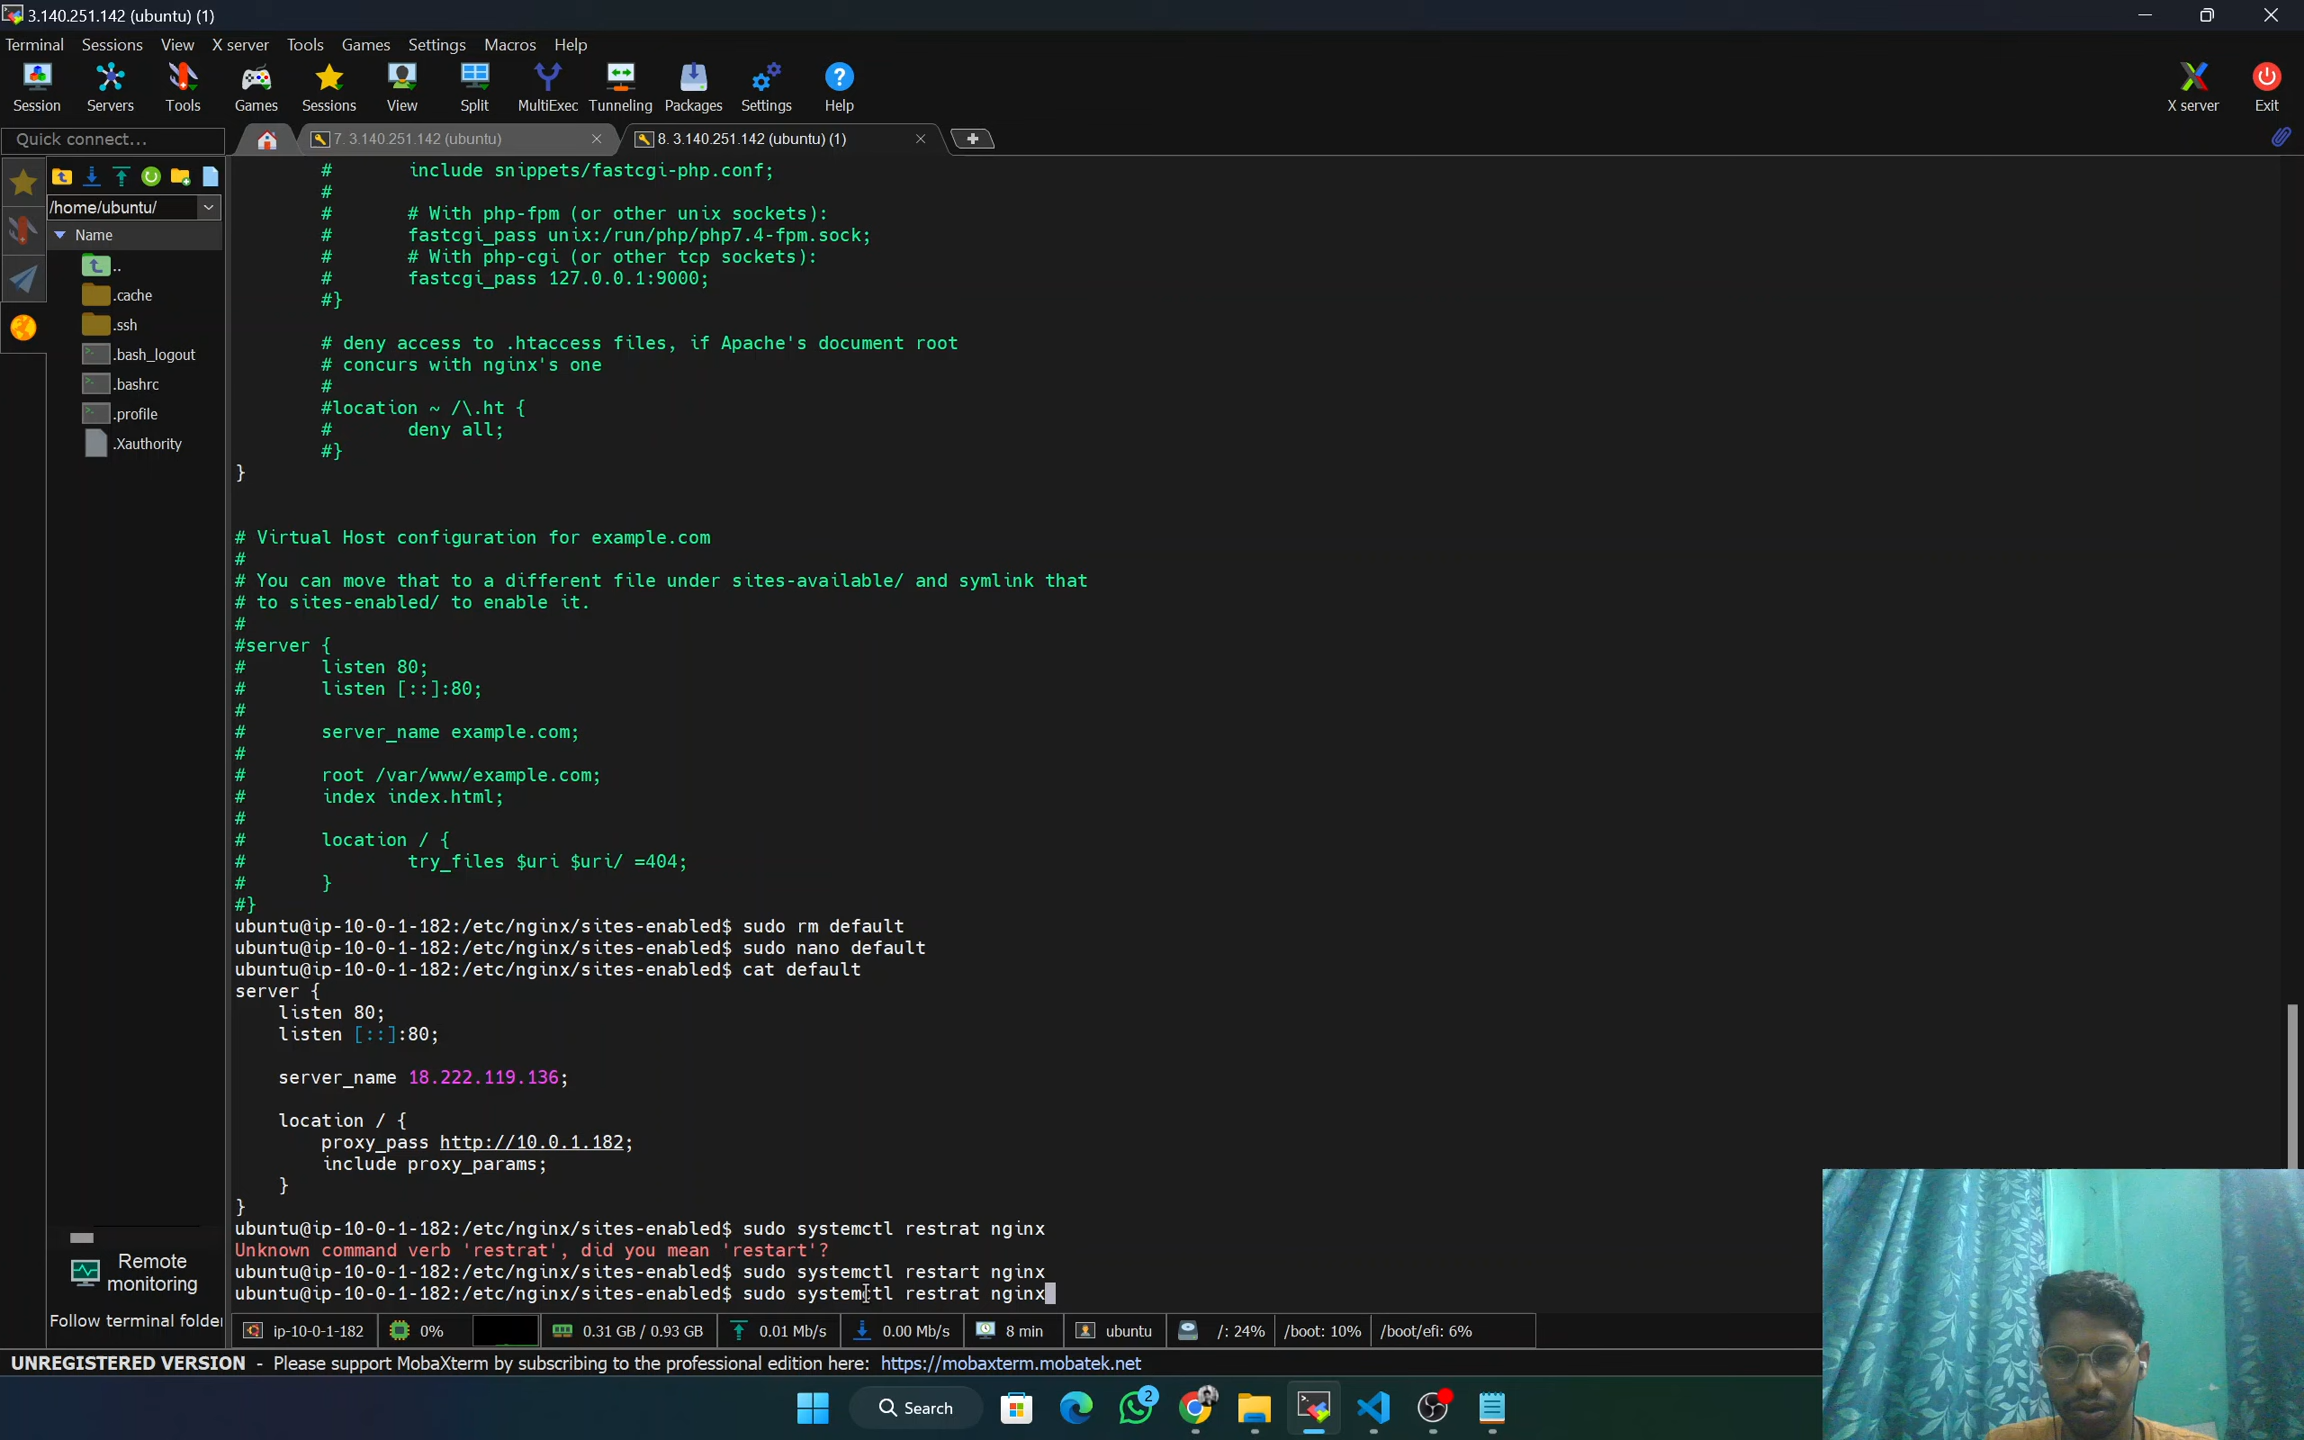 3.140.251.142 (ubuntu) (1)
Terminal Sessions View X server Tools Games Settings Macros Help
Session Servers Tools Games Sessions View Split MultiExec Tunneling Packages Settings Help X server Exit
Quick connect...
7. 3.140.251.142 (ubuntu)
8. 3.140.251.142 (ubuntu) (1)
/home/ubuntu/
Name
..
.cache
.ssh
.bash_logout
.bashrc
.profile
.Xauthority
#       include snippets/fastcgi-php.conf;
#
#       # With php-fpm (or other unix sockets):
#       fastcgi_pass unix:/run/php/php7.4-fpm.sock;
#       # With php-cgi (or other tcp sockets):
#       fastcgi_pass 127.0.0.1:9000;
#}
# deny access to .htaccess files, if Apache's document root
# concurs with nginx's one
#
#location ~ /\.ht {
#       deny all;
#}
}
# Virtual Host configuration for example.com
#
# You can move that to a different file under sites-available/ and symlink that
# to sites-enabled/ to enable it.
#
#server {
#       listen 80;
#       listen [::]:80;
#
#       server_name example.com;
#
#       root /var/www/example.com;
#       index index.html;
#
#       location / {
#               try_files $uri $uri/ =404;
#       }
#}
ubuntu@ip-10-0-1-182:/etc/nginx/sites-enabled$ sudo rm default
ubuntu@ip-10-0-1-182:/etc/nginx/sites-enabled$ sudo nano default
ubuntu@ip-10-0-1-182:/etc/nginx/sites-enabled$ cat default
server {
    listen 80;
    listen [::]:80;
    server_name 18.222.119.136;
    location / {
        proxy_pass http://10.0.1.182;
        include proxy_params;
    }
}
ubuntu@ip-10-0-1-182:/etc/nginx/sites-enabled$ sudo systemctl restrat nginx
Unknown command verb 'restrat', did you mean 'restart'?
ubuntu@ip-10-0-1-182:/etc/nginx/sites-enabled$ sudo systemctl restart nginx
ubuntu@ip-10-0-1-182:/etc/nginx/sites-enabled$ sudo systemctl restrat nginx
Remote
monitoring
Follow terminal folder
ip-10-0-1-182 0% 0.31 GB / 0.93 GB 0.01 Mb/s 0.00 Mb/s 8 min ubuntu /: 24% /boot: 10% /boot/efi: 6%
UNREGISTERED VERSION - Please support MobaXterm by subscribing to the professional edition here: https://mobaxterm.mobatek.net
Search
2